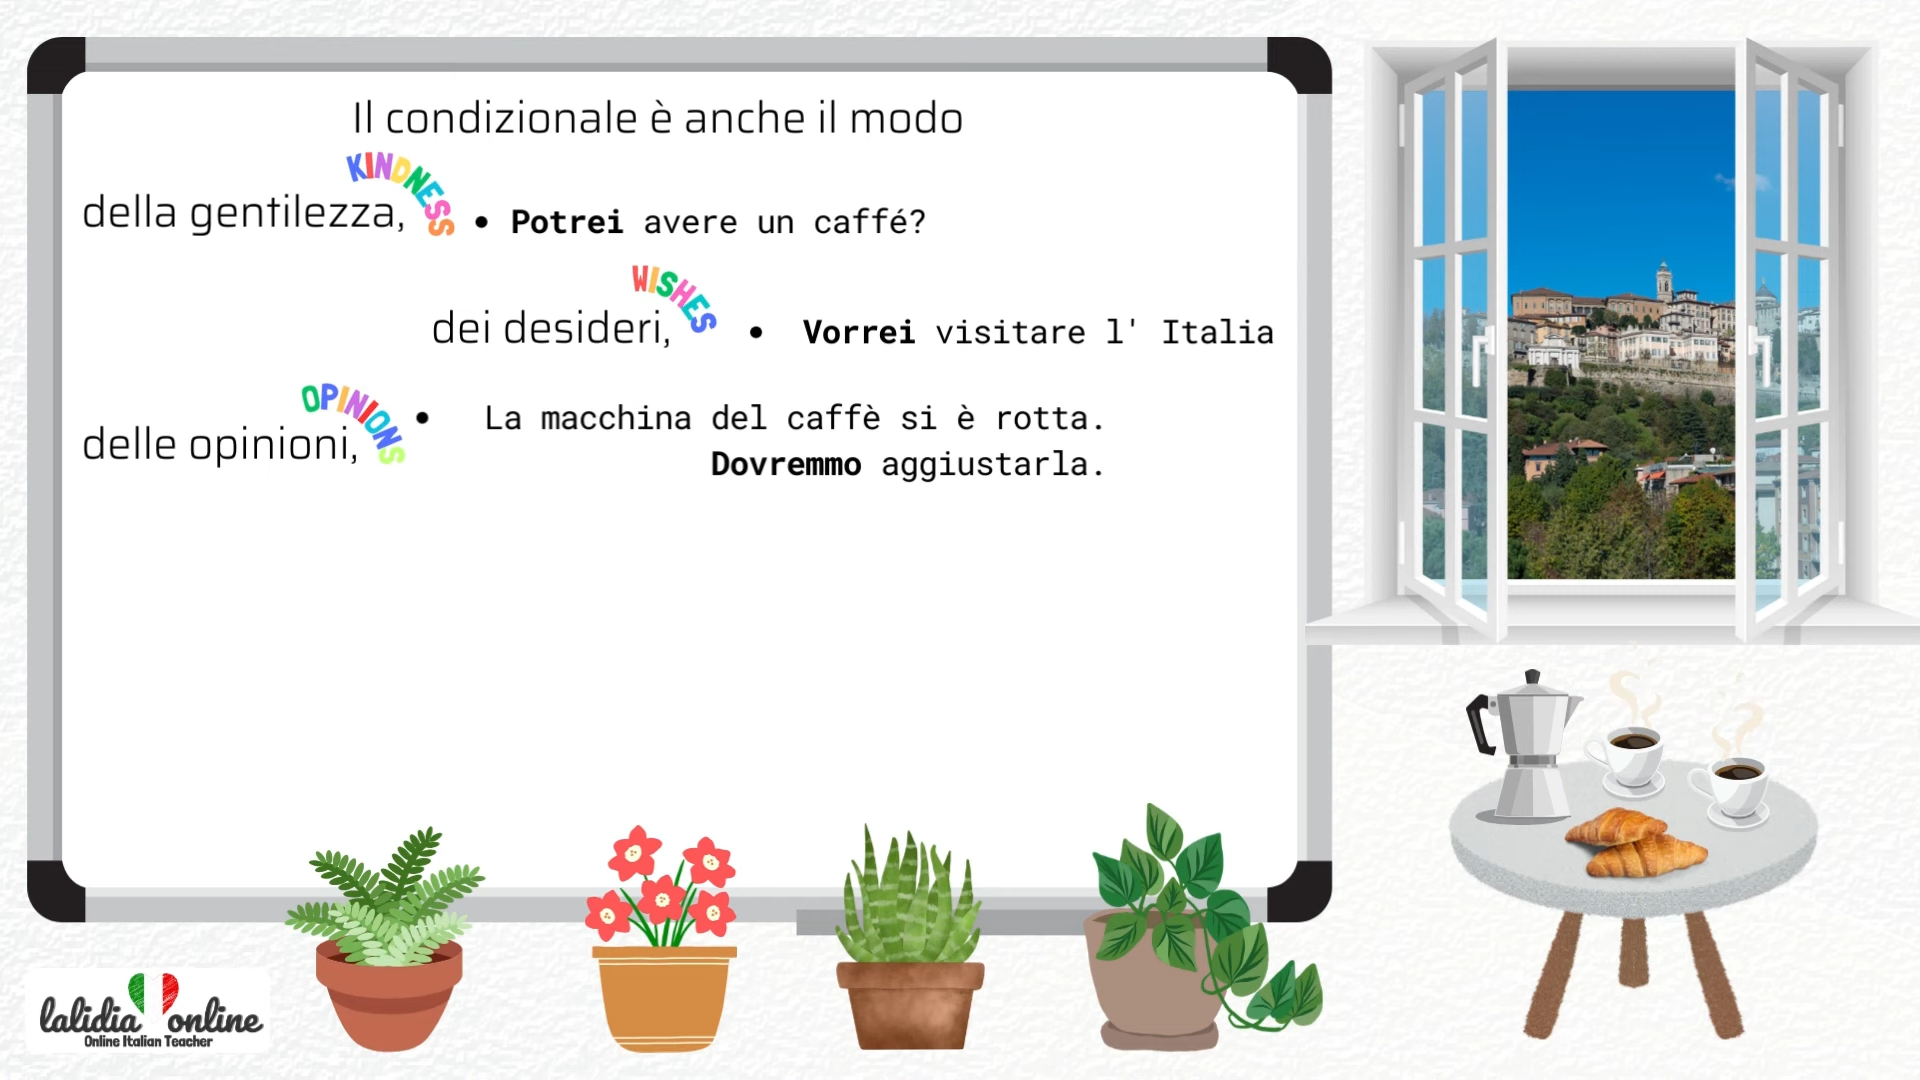 Il condizionale è anche il modo
KINDNESS
della gentilezza,
• Potrei avere un caffé?
WISHES
dei desideri,
• Vorrei visitare l' Italia
OPINIONS
delle opinioni,
• La macchina del caffè si è rotta.
Dovremmo aggiustarla.
lalidia online
Online Italian Teacher